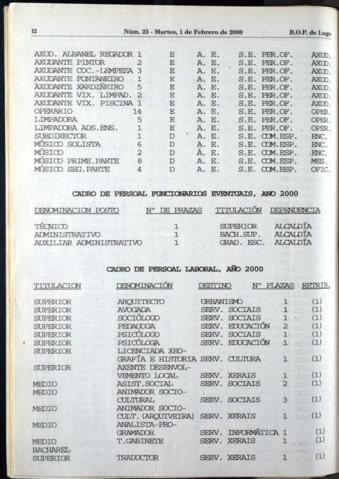 12 Núm. 25 - Martes, 1 de Febrero de 2000 B.O.P. de Lugo
AXUD. ALBANEL REGADOR 1 E A. E. S.E. PER.OF. AXUD.
AXUDANTE PINTOR 2 E A. E. S.E. PER.OF. AXUD.
AXUDANTE COC.-LEMPEZA 3 E A. E. S.E. PER.OF. AXUD.
AXUDANTE FONTANEIRO 1 E A. E. S.E. PER.OF. AXUD.
AXUDANTE XARDIÑEIRO 5 E A. E. S.E. PER.OF. AXUD.
AXUDANTE VIX. LIMPAD. 2 E A. E. S.E. PER.OF. AXUD.
AXUDANTE VIX. PISCINA 1 E A. E. S.E. PER.OF. AXUD.
OPERARIO 14 E A. E. S.E. PER.OF. OPER.
LIMPADORA 5 E A. E. S.E. PER.OF. OPER.
LIMPADORA ADS.ENS. 1 E A. E. S.E. PER.OF. OPER.
SUBDIRECTOR 1 D A. E. S.E. COM.ESP. ENC.
MÚSICO SOLISTA 6 D A. E. S.E. COM.ESP. ENC.
MÚSICO 2 D A. E. S.E. COM.ESP. ENC.
MÚSICO PRIME.PARTE 8 D A. E. S.E. COM.ESP. MES.
MÚSICO SEG.PARTE 4 D A. E. S.E. COM.ESP. OFIC.
CADRO DE PERSOAL FUNCIONARIOS EVENTUAIS, ANO 2000
DENOMINACION POSTO Nº DE PRAZAS TITULACIÓN DEPENDENCIA
TÉCNICO 1 SUPERIOR ALCALDÍA
ADMINISTRATIVO 1 BACH.SUP. ALCALDÍA
AUXILIAR ADMINISTRATIVO 1 GRAD. ESC. ALCALDÍA
CADRO DE PERSOAL LABORAL, AÑO 2000
TITULACION DENOMINACIÓN DESTINO Nº PLAZAS RETRIB.
SUPERIOR ARQUITECTO URBANISMO 1 (1)
SUPERIOR AVOGADA SERV. SOCIAIS 1 (1)
SUPERIOR SOCIÓLOGO SERV. SOCIAIS 1 (1)
SUPERIOR PEDAGOGA SERV. EDUCACIÓN 2 (1)
SUPERIOR PSICÓLOGO SERV. SOCIAIS 1 (1)
SUPERIOR PSICÓLOGA SERV. EDUCACIÓN 1 (1)
SUPERIOR LICENCIADA XEO-
GRAFÍA E HISTORIA SERV. CULTURA 1 (1)
SUPERIOR AXENTE DESENVOL-
VEMENTO LOCAL SERV. XERAIS 1 (1)
MEDIO ASIST.SOCIAL SERV. SOCIAIS 2 (1)
MEDIO ANIMADOR SOCIO-
CULTURAL SERV. SOCIAIS 3 (1)
MEDIO ANIMADOR SOCIO-
CULT.(ARQUIVEIRA) SERV. XERAIS 1 (1)
MEDIO ANALISTA-PRO-
GRAMADOR SERV. INFORMÁTICA 1 (1)
MEDIO T.GABINETE SERV. XERAIS 1 (1)
BACHAREL
SUPERIOR TRADUCTOR SERV. XERAIS 1 (1)